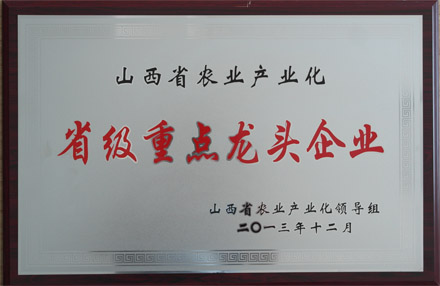 山西省农业产业化
省级重点龙头企业
山西省农业产业化领导组
二〇一三年十二月